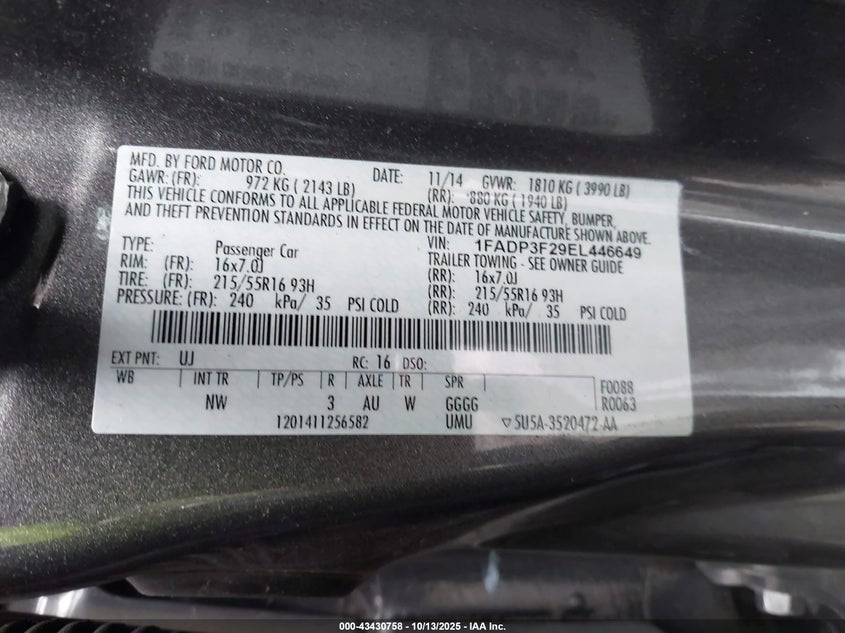 MFD. BY FORD MOTOR CO. DATE: 11/14 GVWR: 1810 KG ( 3990 LB)
GAWR: (FR): 972 KG ( 2143 LB) (RR): 880 KG ( 1940 LB)
THIS VEHICLE CONFORMS TO ALL APPLICABLE FEDERAL MOTOR VEHICLE SAFETY, BUMPER,
AND THEFT PREVENTION STANDARDS IN EFFECT ON THE DATE OF MANUFACTURE SHOWN ABOVE.
VIN: 1FADP3F29EL446649
TYPE: Passenger Car TRAILER TOWING - SEE OWNER GUIDE
RIM: (FR): 16x7.0J (RR): 16x7.0J
TIRE: (FR): 215/55R16 93H (RR): 215/55R16 93H
PRESSURE: (FR): 240 kPa/ 35 PSI COLD (RR): 240 kPa/ 35 PSI COLD
EXT PNT: UJ RC: 16 DSO:
WB INT TR TP/PS R AXLE TR SPR F0088
NW 3 AU W GGGG R0063
1201411256582 UMU ▽5U5A-3520472 AA
000-43430758 - 10/13/2025 - IAA Inc.